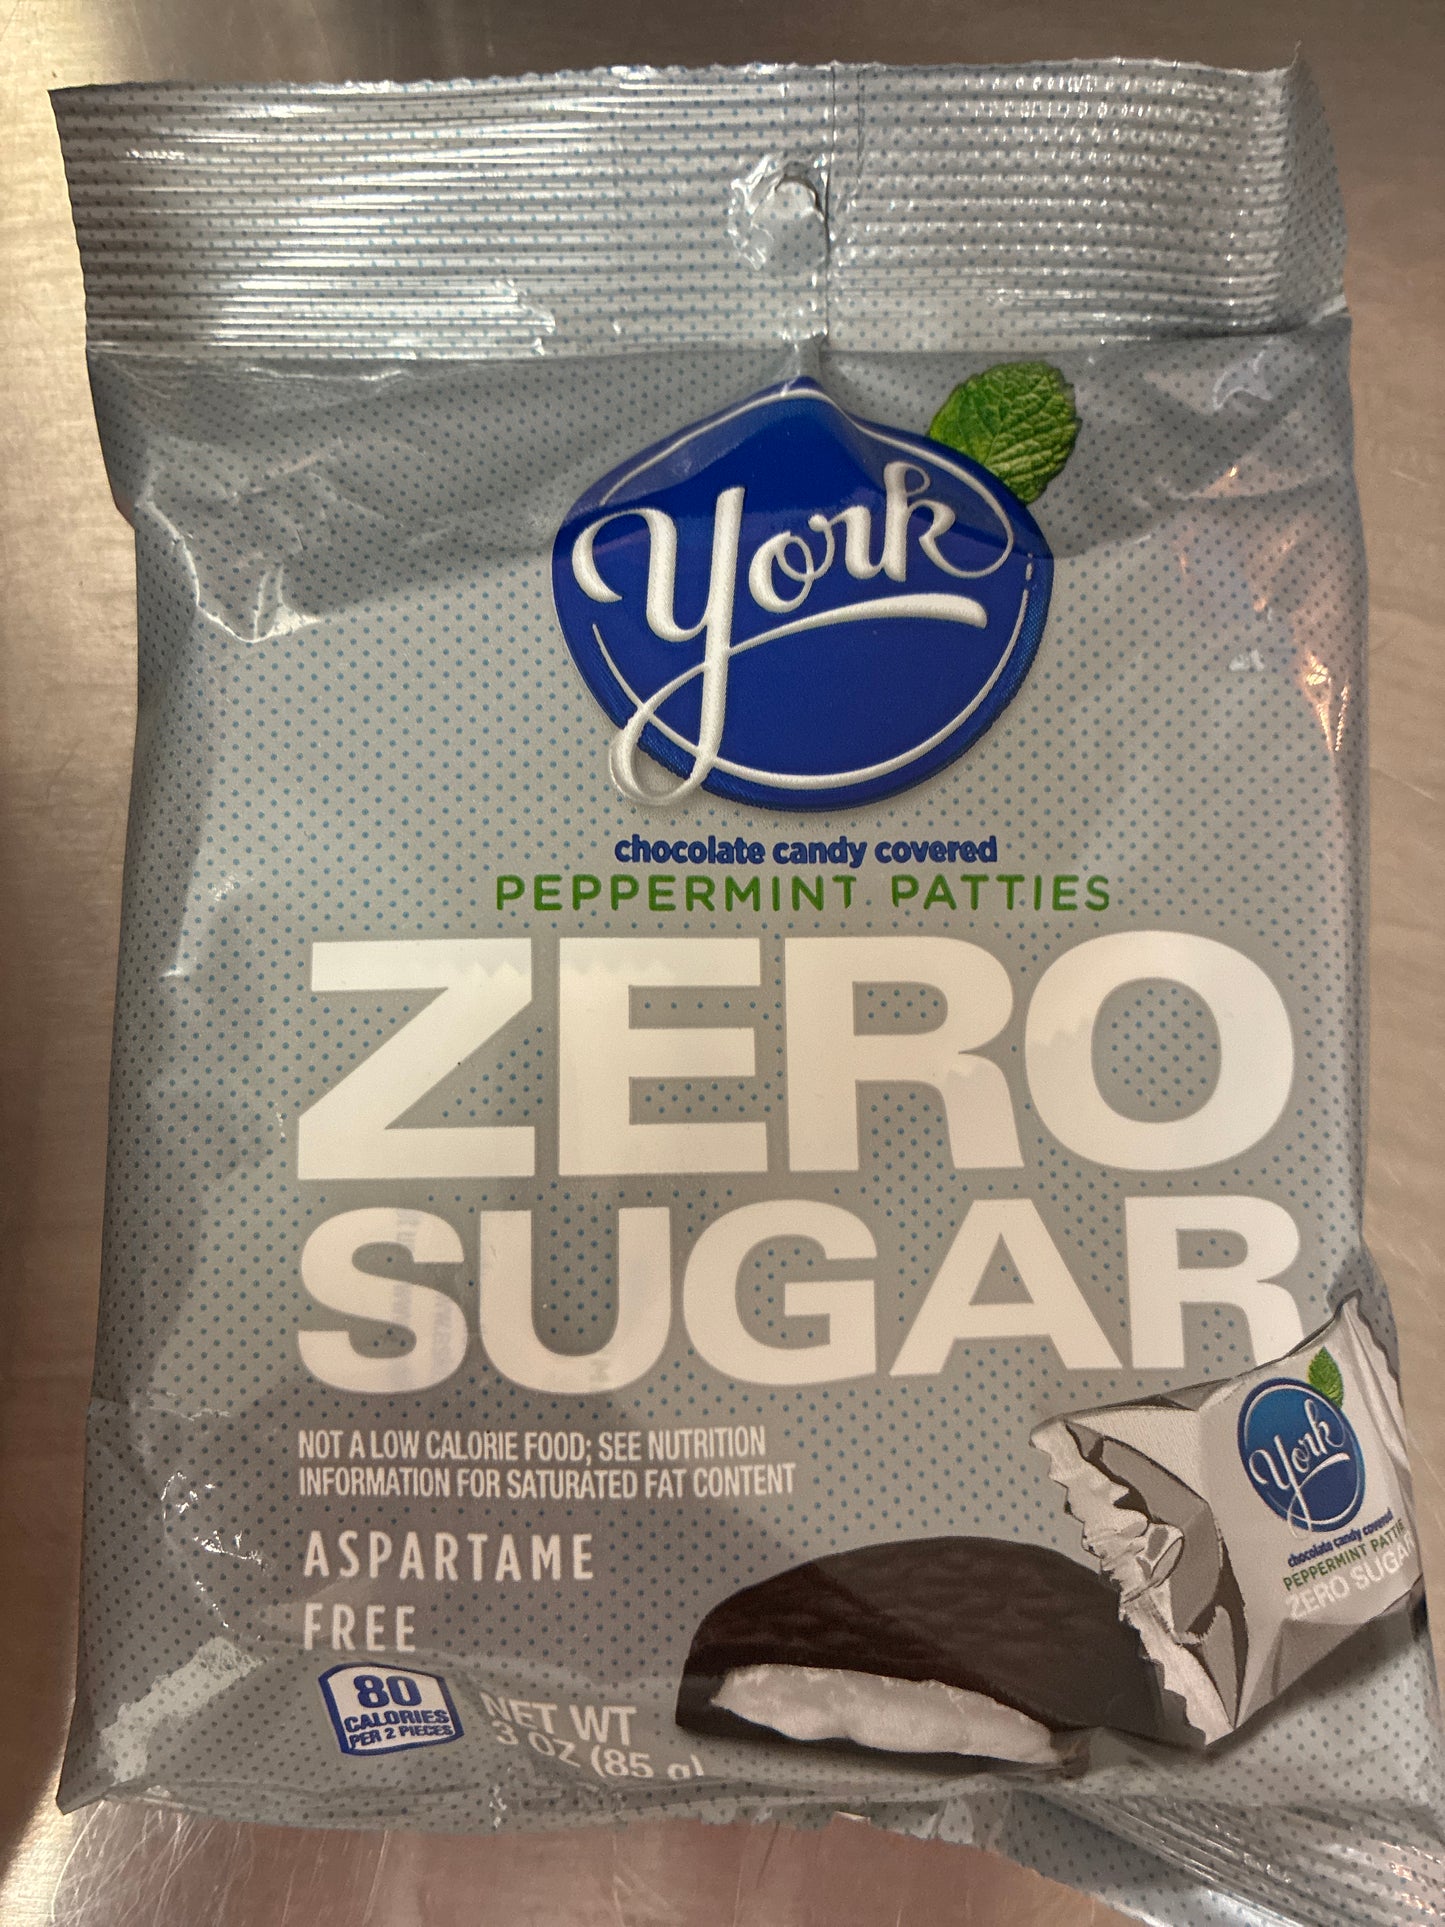 York
chocolate candy covered
PEPPERMINT PATTIES
ZERO
SUGAR
NOT A LOW CALORIE FOOD; SEE NUTRITION
INFORMATION FOR SATURATED FAT CONTENT
ASPARTAME
FREE
80
CALORIES
PER 2 PIECES
NET WT
3 OZ (85 g)
York
chocolate candy covered
PEPPERMINT PATTIE
ZERO SUGAR